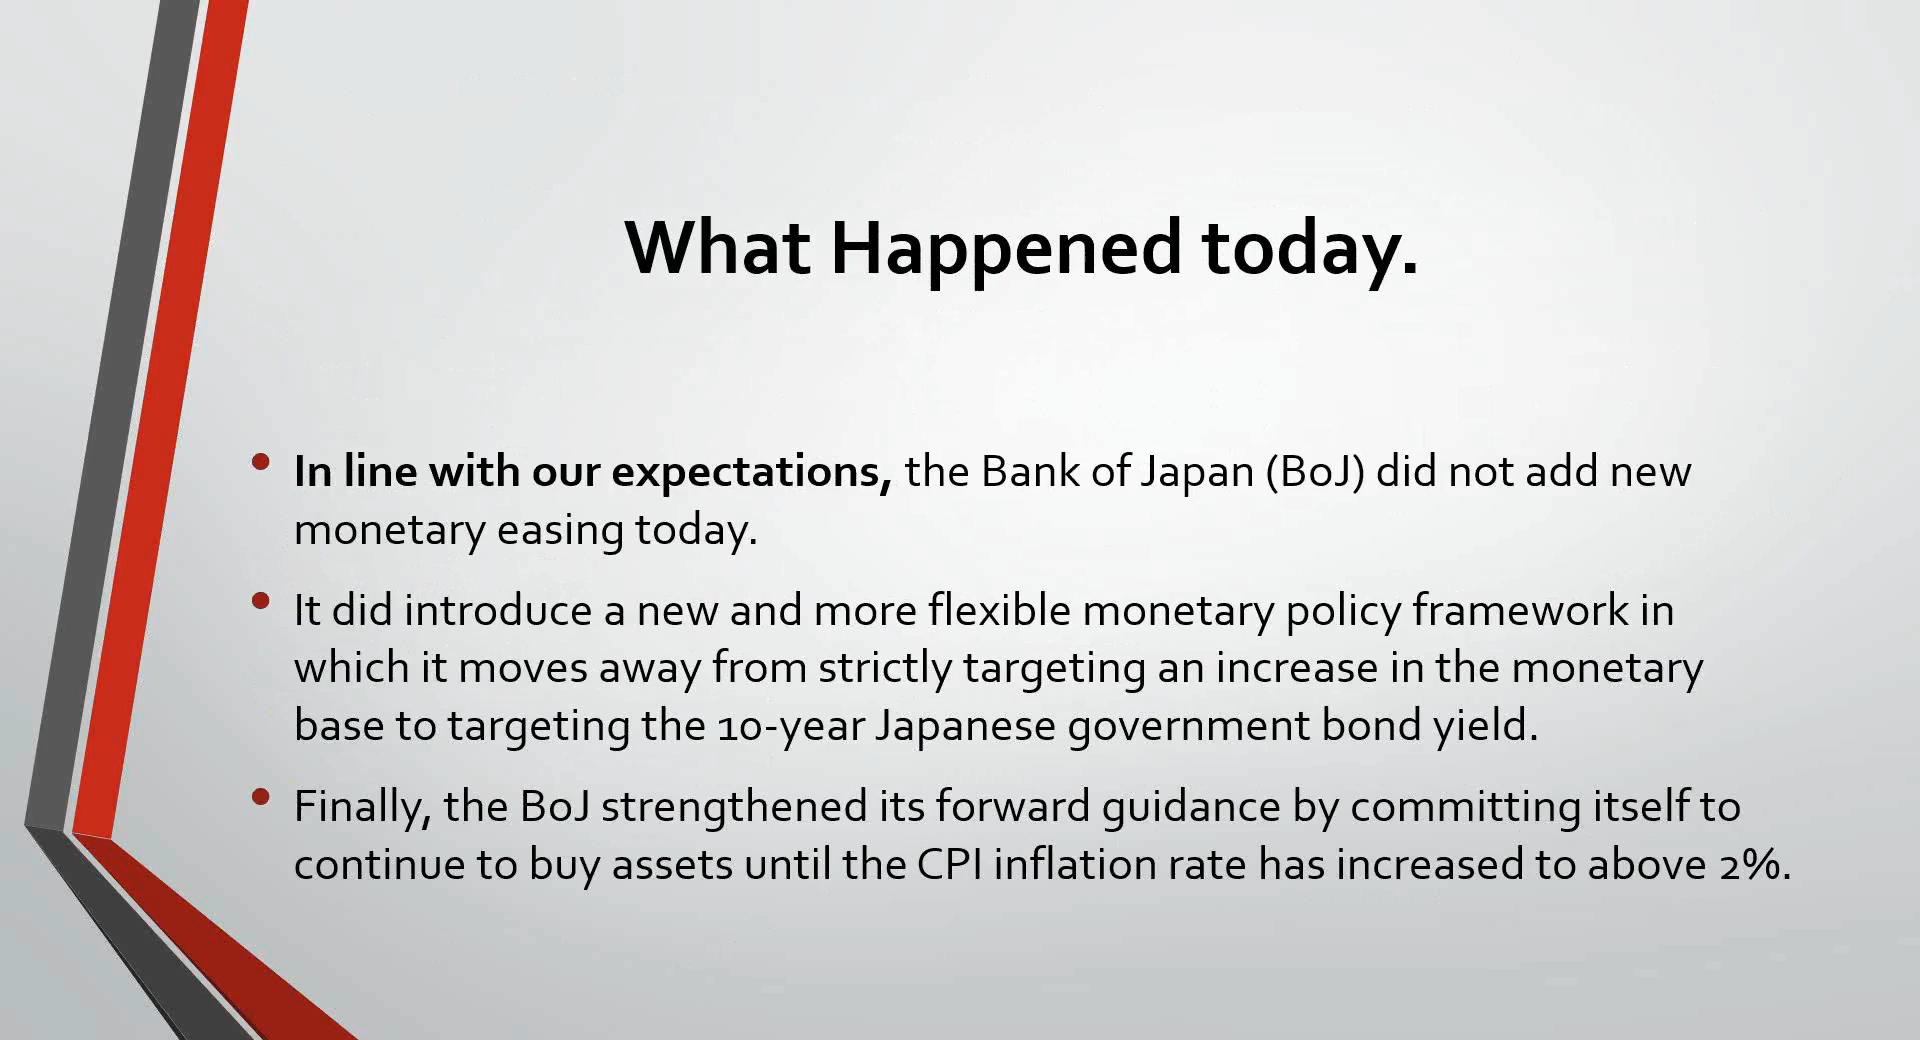 What Happened today.
• In line with our expectations, the Bank of Japan (BoJ) did not add new
monetary easing today.
• It did introduce a new and more flexible monetary policy framework in
which it moves away from strictly targeting an increase in the monetary
base to targeting the 10-year Japanese government bond yield.
• Finally, the BoJ strengthened its forward guidance by committing itself to
continue to buy assets until the CPI inflation rate has increased to above 2%.